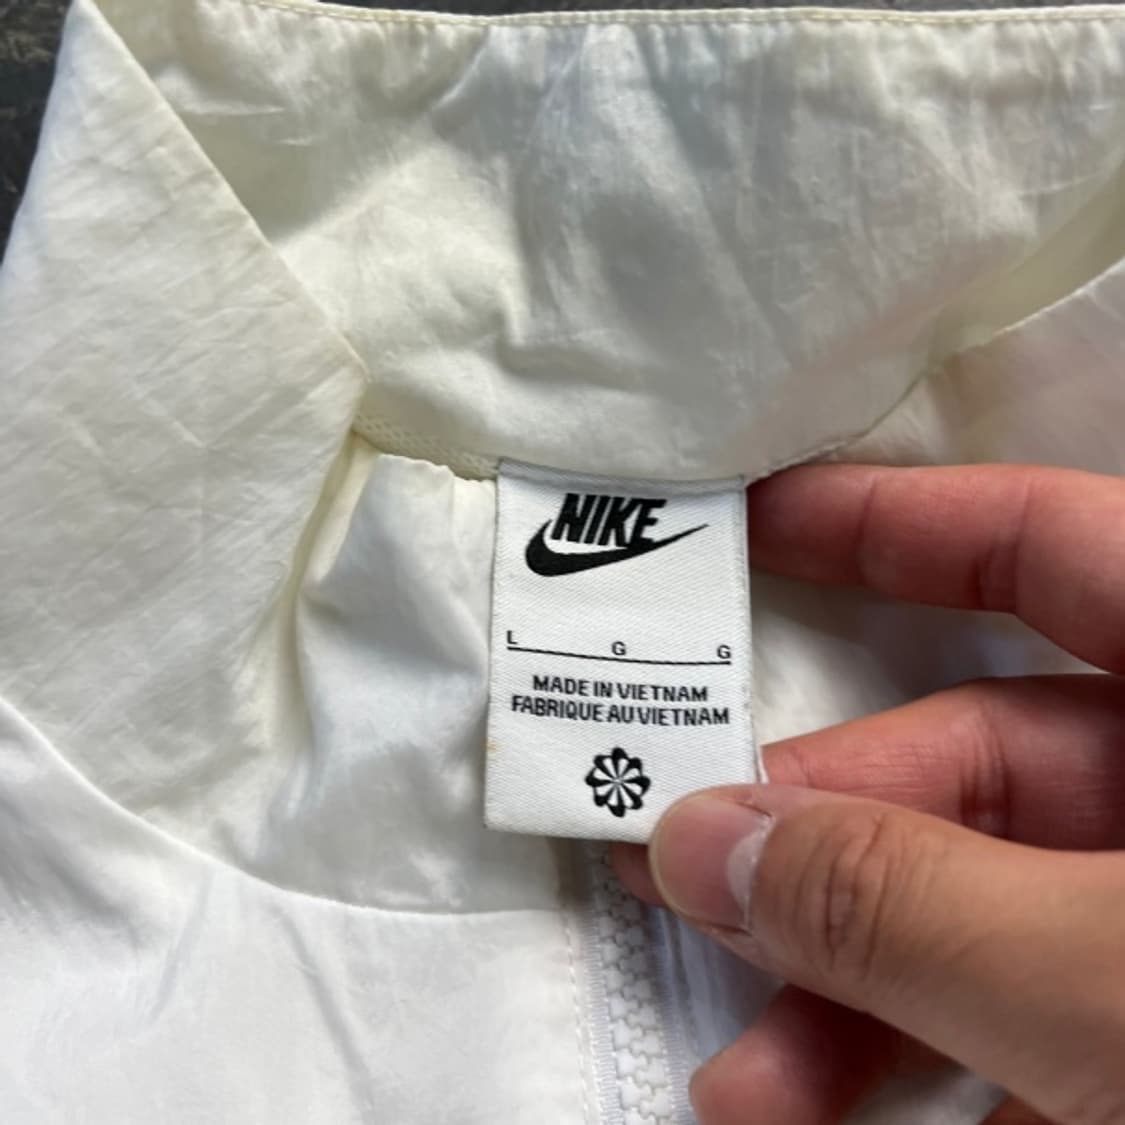 NIKE
L G G
MADE IN VIETNAM
FABRIQUE AU VIETNAM